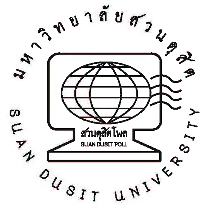 มหาวิทยาลัยสวนดุสิต
สวนดุสิตโพล
SUAN DUSIT POLL
SUAN DUSIT UNIVERSITY